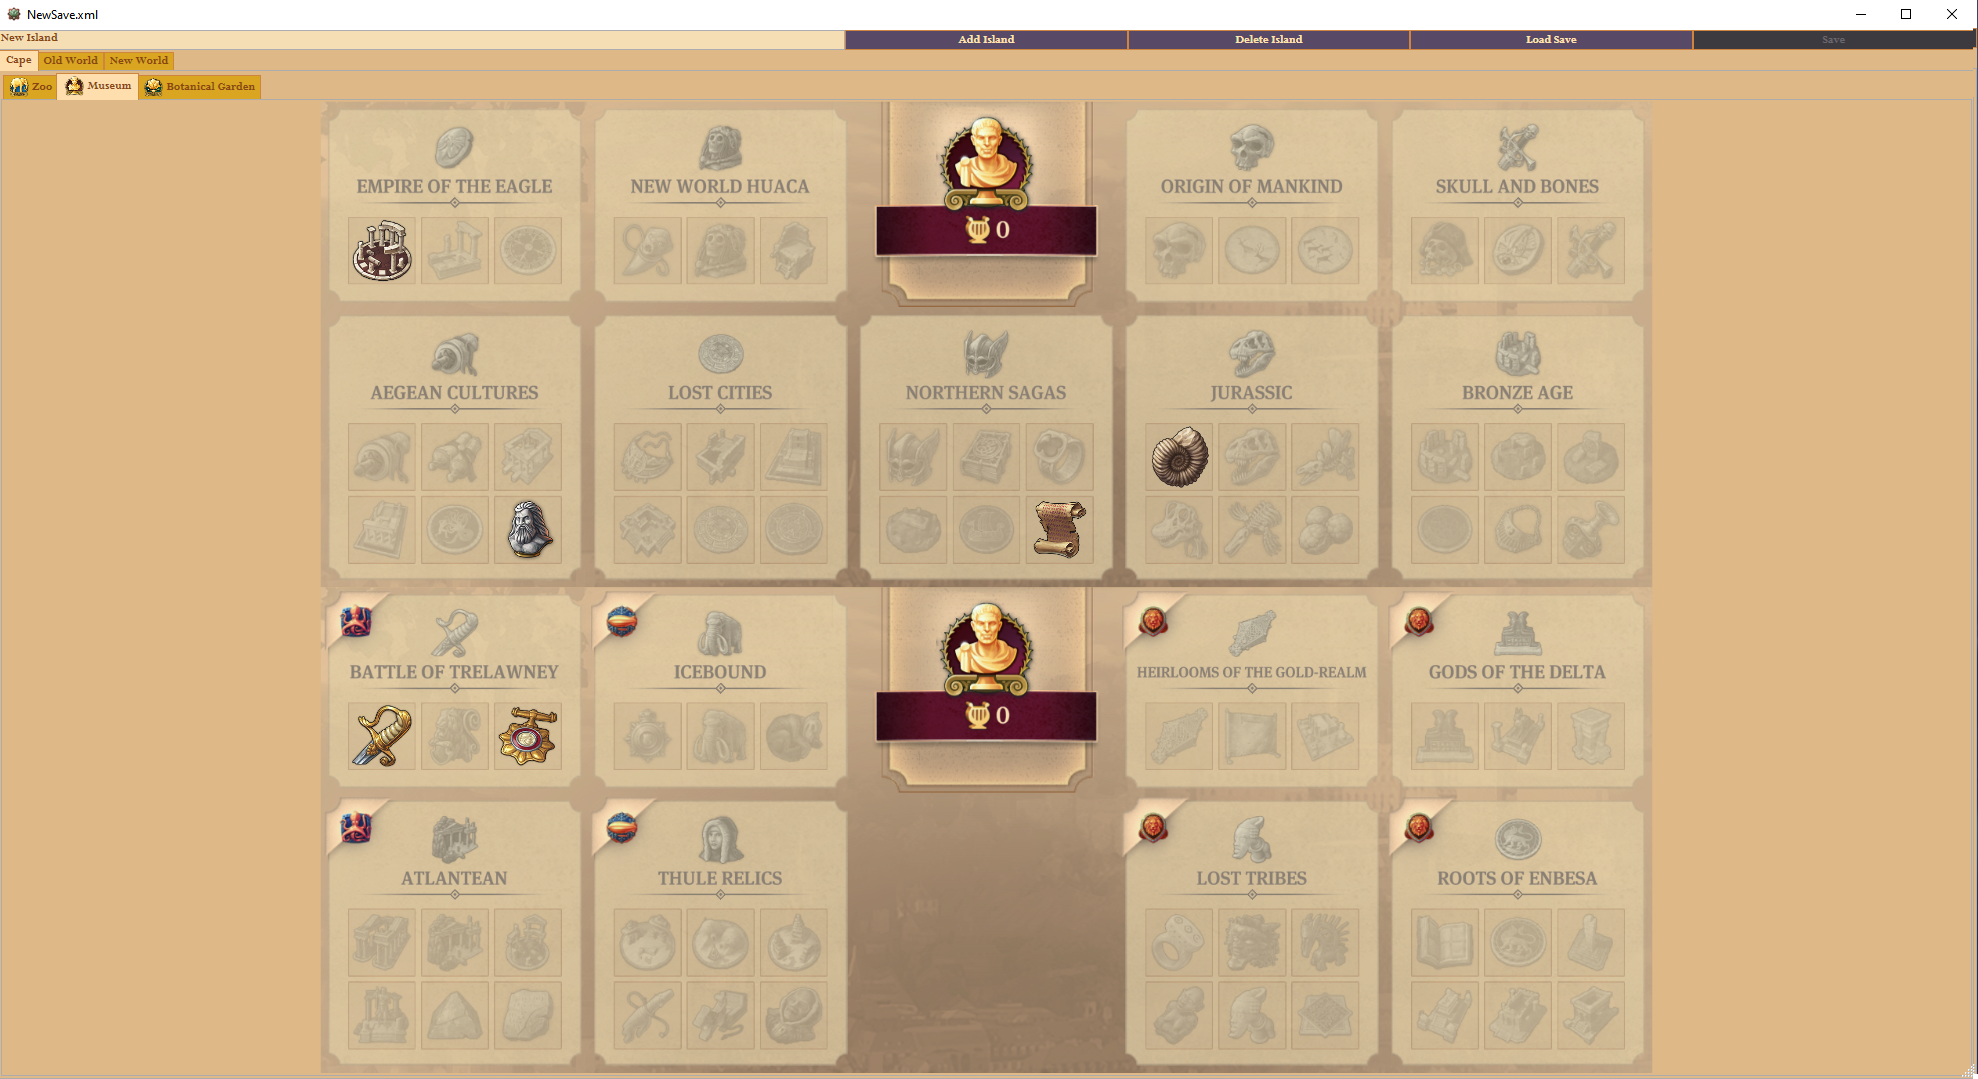 NewSave.xml
New Island
Add Island
Delete Island
Load Save
Save
Cape
Old World
New World
Zoo
Museum
Botanical Garden
EMPIRE OF THE EAGLE
NEW WORLD HUACA
0
ORIGIN OF MANKIND
SKULL AND BONES
AEGEAN CULTURES
LOST CITIES
NORTHERN SAGAS
JURASSIC
BRONZE AGE
BATTLE OF TRELAWNEY
ICEBOUND
0
HEIRLOOMS OF THE GOLD-REALM
GODS OF THE DELTA
ATLANTEAN
THULE RELICS
LOST TRIBES
ROOTS OF ENBESA